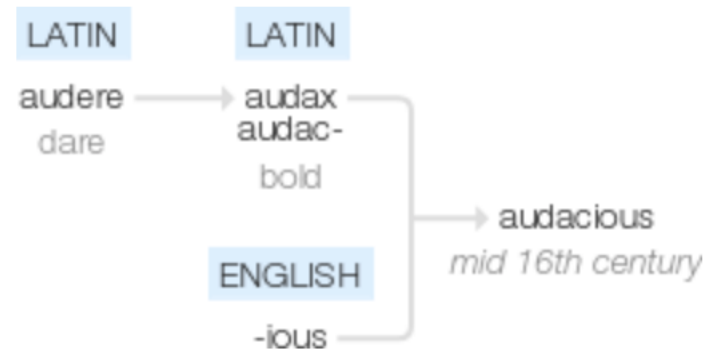 LATIN
LATIN
audere
audax
audac-
dare
bold
audacious
mid 16th century
ENGLISH
-ious